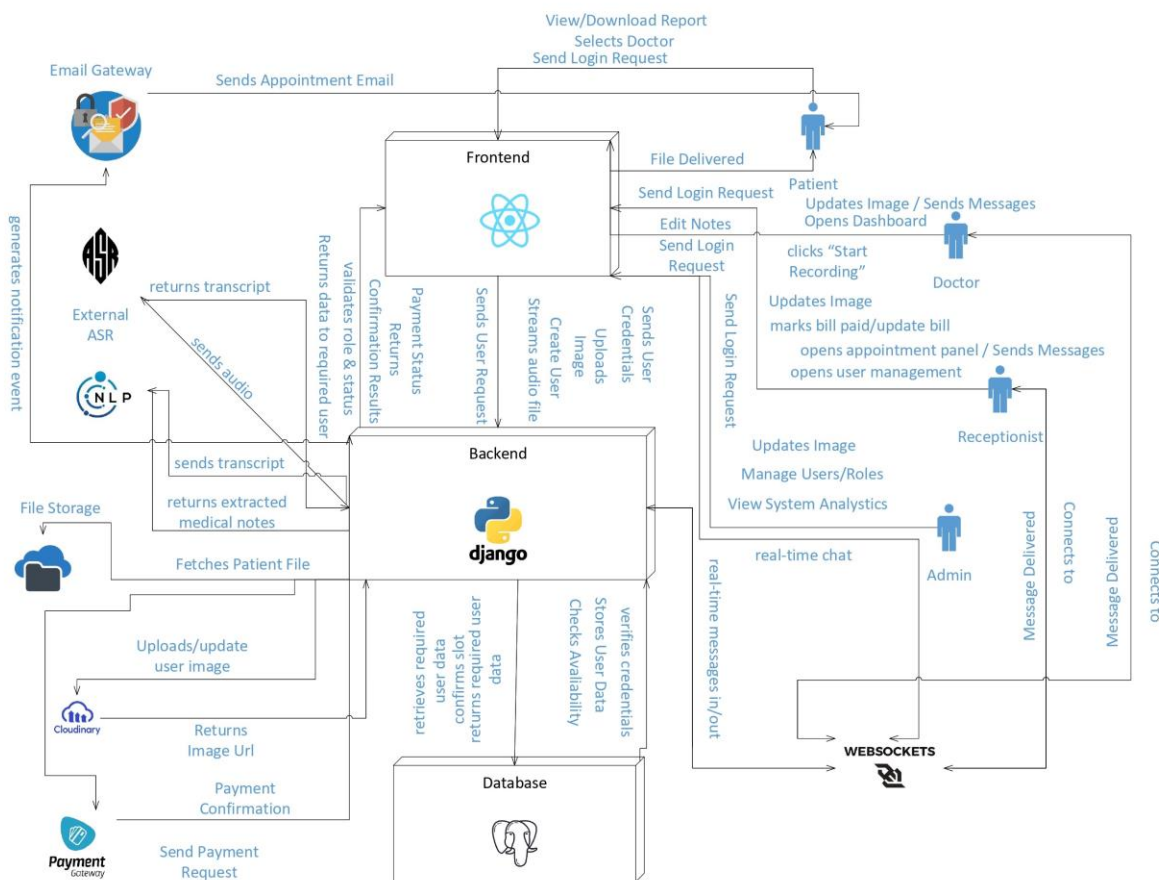 View/Download Report
Selects Doctor
Send Login Request
Email Gateway
Sends Appointment Email
Frontend
File Delivered
Patient
Send Login Request
Updates Image / Sends Messages
Opens Dashboard
Edit Notes
Send Login
Request
clicks “Start
Recording”
Doctor
generates notification event
ASR
returns transcript
External
ASR
sends audio
NLP
Returns data to required user
validates role & status
Confirmation Results
Returns
Payment Status
Sends User Request
Streams audio file
Create User
Image
Uploads
Credentials
Sends User
Send Login Request
Updates Image
marks bill paid/update bill
opens appointment panel / Sends Messages
opens user management
Receptionist
Backend
django
sends transcript
returns extracted
medical notes
Updates Image
Manage Users/Roles
View System Analytics
Admin
File Storage
Fetches Patient File
real-time chat
real-time messages in/out
Message Delivered
Connects to
Message Delivered
Connects to
Uploads/update
user image
Cloudinary
Returns
Image Url
retrieves required
user data
confirms slot
returns required user
data
Checks Avaliability
Stores User Data
verifies credentials
WEBSOCKETS
Database
Payment
Confirmation
Payment
Gateway
Send Payment
Request